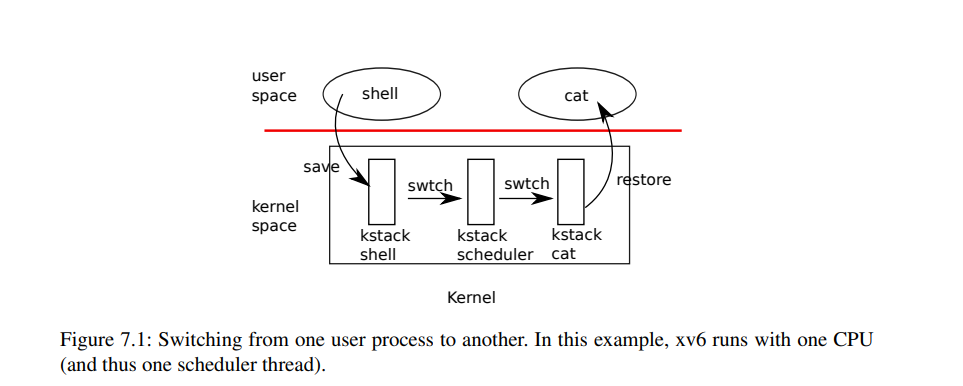 user
space
shell
cat
save
swtch
swtch
restore
kernel
space
kstack
shell
kstack
scheduler
kstack
cat
Kernel
Figure 7.1: Switching from one user process to another. In this example, xv6 runs with one CPU
(and thus one scheduler thread).